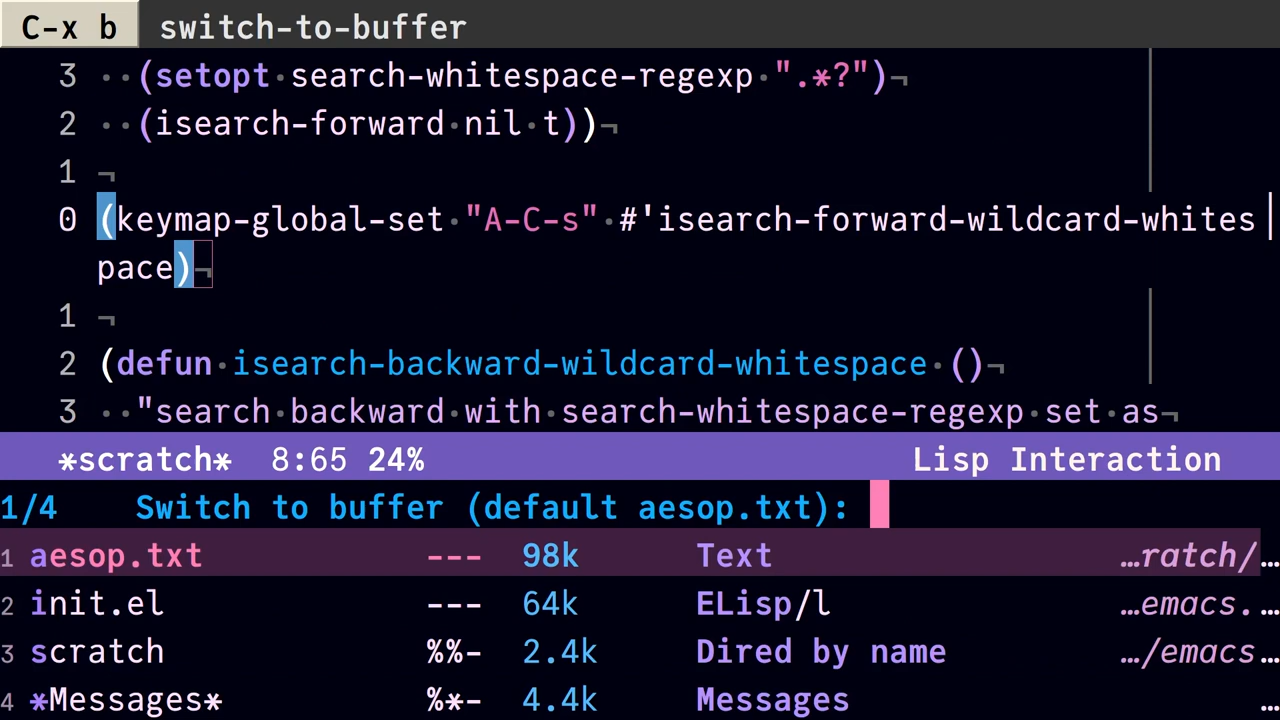 C-x b switch-to-buffer
3 ··(setopt·search-whitespace-regexp·".*?")¬
2 ··(isearch-forward·nil·t))¬
1 ¬
0 (keymap-global-set·"A-C-s"·#'isearch-forward-wildcard-whites
pace)¬
1 ¬
2 (defun·isearch-backward-wildcard-whitespace·()¬
3 ··"search·backward·with·search-whitespace-regexp·set·as¬
*scratch* 8:65 24% Lisp Interaction
1/4 Switch to buffer (default aesop.txt):
1 aesop.txt --- 98k Text …ratch/…
2 init.el --- 64k ELisp/l …emacs.…
3 scratch %%- 2.4k Dired by name …/emacs…
4 *Messages* %*- 4.4k Messages …